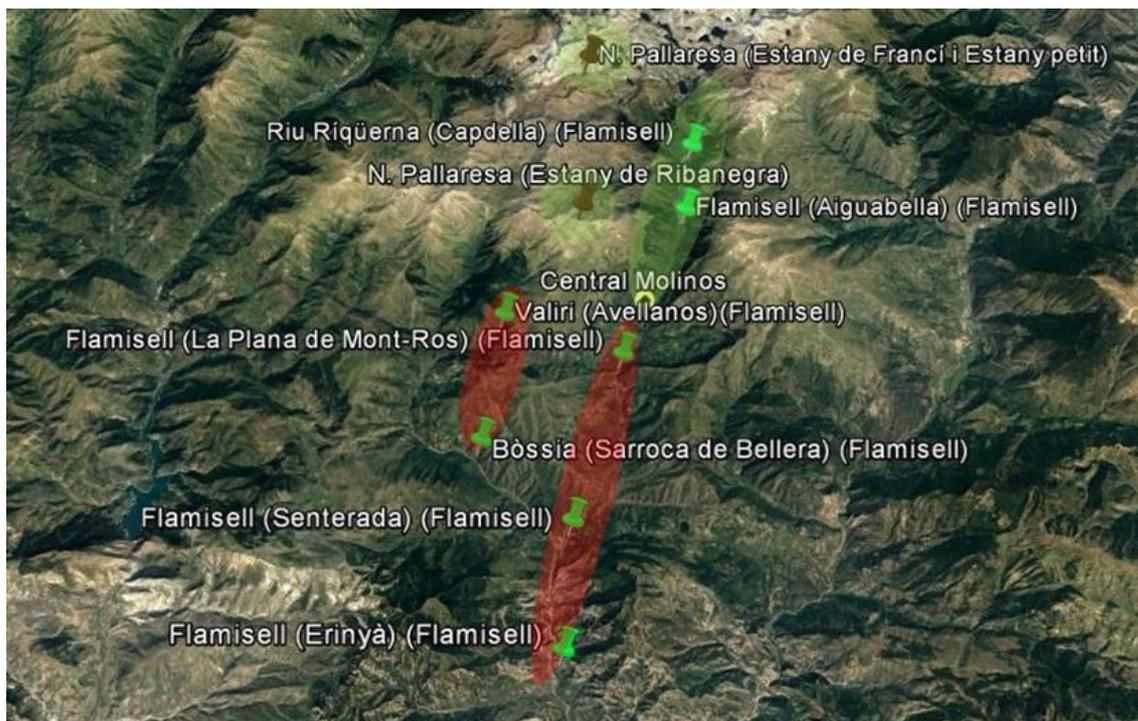 N. Pallaresa (Estany de Francí i Estany petit)
Riu Riqüerna (Capdella) (Flamisell)
N. Pallaresa (Estany de Ribanegra)
Flamisell (Aiguabella) (Flamisell)
Central Molinos
Valiri (Avellanos)(Flamisell)
Flamisell (La Plana de Mont-Ros) (Flamisell)
Bòssia (Sarroca de Bellera) (Flamisell)
Flamisell (Senterada) (Flamisell)
Flamisell (Erinyà) (Flamisell)